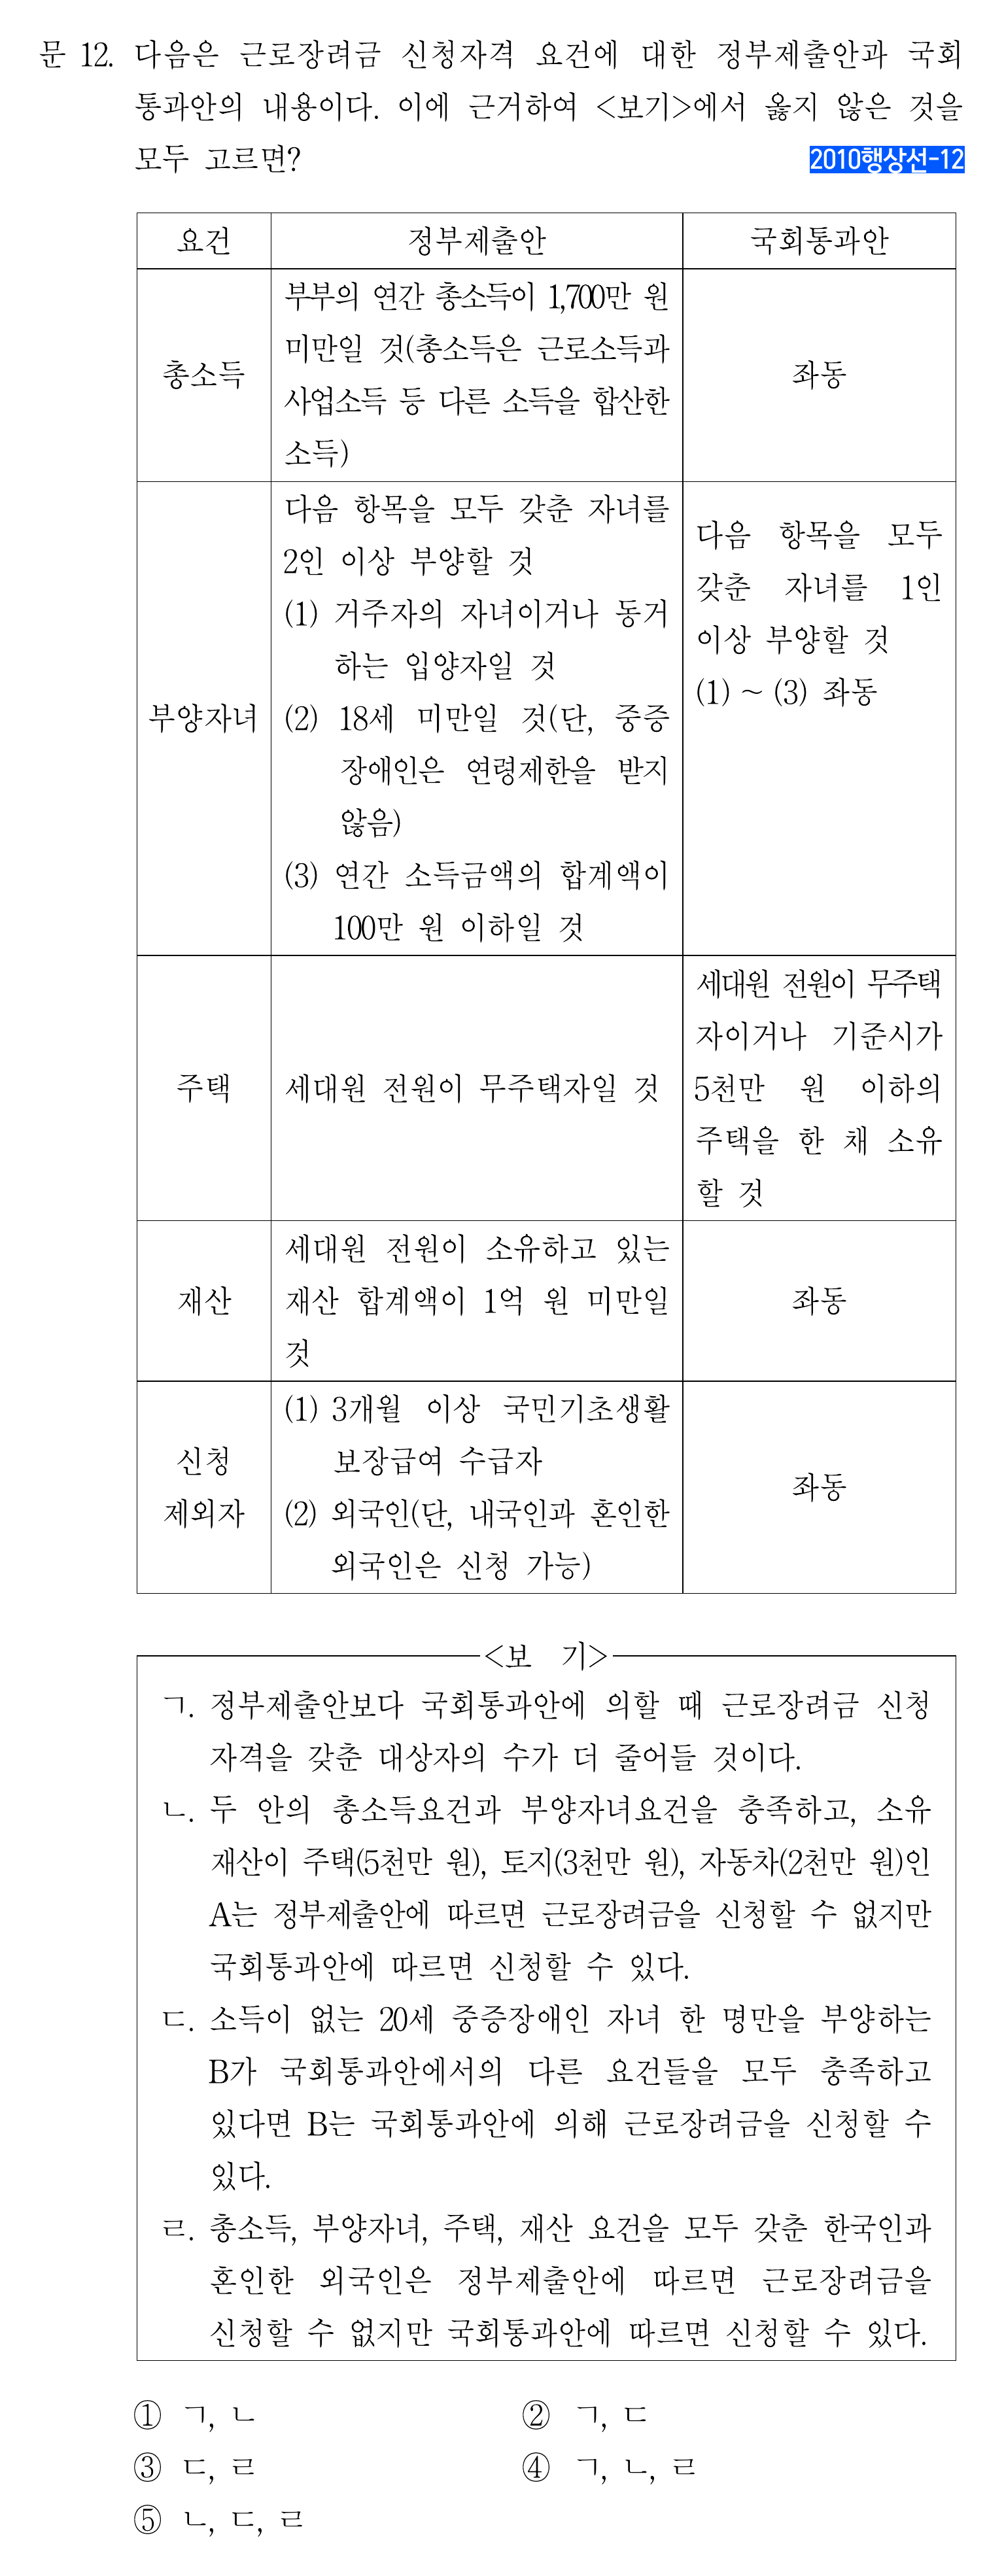 문 12. 다음은 근로장려금 신청자격 요건에 대한 정부제출안과 국회
통과안의 내용이다. 이에 근거하여 <보기>에서 옳지 않은 것을
모두 고르면?
2010행상선-12
요건
정부제출안
국회통과안
총소득
부부의 연간 총소득이 1,700만 원
미만일 것(총소득은 근로소득과
사업소득 등 다른 소득을 합산한
소득)
좌동
부양자녀
다음 항목을 모두 갖춘 자녀를
2인 이상 부양할 것
(1) 거주자의 자녀이거나 동거
하는 입양자일 것
(2) 18세 미만일 것(단, 중증
장애인은 연령제한을 받지
않음)
(3) 연간 소득금액의 합계액이
100만 원 이하일 것
다음 항목을 모두
갖춘 자녀를 1인
이상 부양할 것
(1) ~ (3) 좌동
주택
세대원 전원이 무주택자일 것
세대원 전원이 무주택
자이거나 기준시가
5천만 원 이하의
주택을 한 채 소유
할 것
재산
세대원 전원이 소유하고 있는
재산 합계액이 1억 원 미만일
것
좌동
신청
제외자
(1) 3개월 이상 국민기초생활
보장급여 수급자
(2) 외국인(단, 내국인과 혼인한
외국인은 신청 가능)
좌동
<보 기>
ㄱ. 정부제출안보다 국회통과안에 의할 때 근로장려금 신청
자격을 갖춘 대상자의 수가 더 줄어들 것이다.
ㄴ. 두 안의 총소득요건과 부양자녀요건을 충족하고, 소유
재산이 주택(5천만 원), 토지(3천만 원), 자동차(2천만 원)인
A는 정부제출안에 따르면 근로장려금을 신청할 수 없지만
국회통과안에 따르면 신청할 수 있다.
ㄷ. 소득이 없는 20세 중증장애인 자녀 한 명만을 부양하는
B가 국회통과안에서의 다른 요건들을 모두 충족하고
있다면 B는 국회통과안에 의해 근로장려금을 신청할 수
있다.
ㄹ. 총소득, 부양자녀, 주택, 재산 요건을 모두 갖춘 한국인과
혼인한 외국인은 정부제출안에 따르면 근로장려금을
신청할 수 없지만 국회통과안에 따르면 신청할 수 있다.
① ㄱ, ㄴ
② ㄱ, ㄷ
③ ㄷ, ㄹ
④ ㄱ, ㄴ, ㄹ
⑤ ㄴ, ㄷ, ㄹ